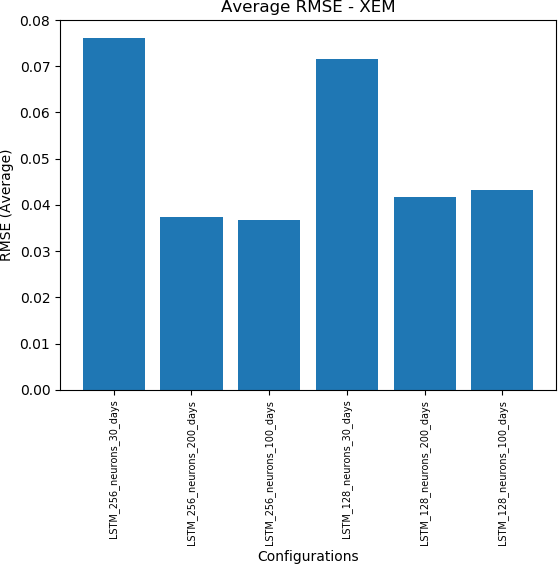 Average RMSE - XEM
0.08
0.07
0.06
0.05
0.04
0.03
0.02
0.01
0.00
RMSE (Average)
LSTM_256_neurons_30_days
LSTM_256_neurons_200_days
LSTM_256_neurons_100_days
LSTM_128_neurons_30_days
LSTM_128_neurons_200_days
LSTM_128_neurons_100_days
Configurations